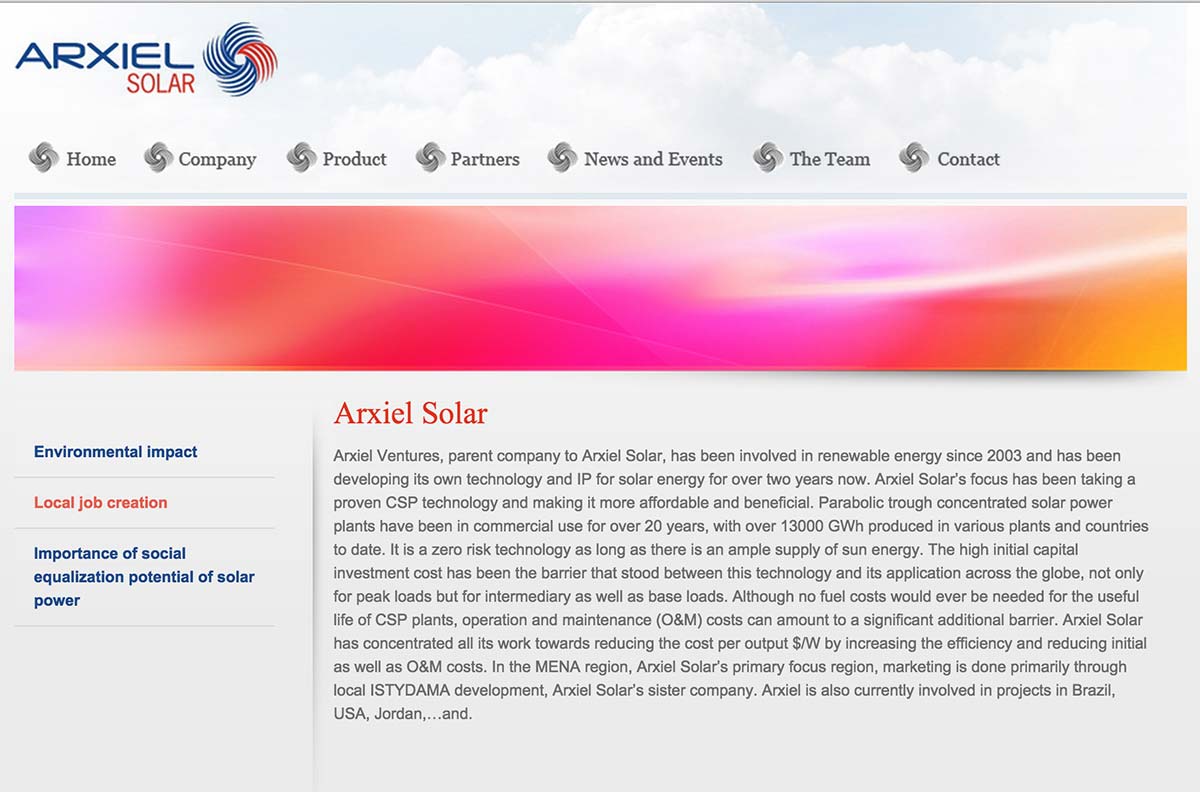 ARXIEL
SOLAR
Home Company Product Partners News and Events The Team Contact
Environmental impact
Local job creation
Importance of social
equalization potential of solar
power
Arxiel Solar
Arxiel Ventures, parent company to Arxiel Solar, has been involved in renewable energy since 2003 and has been
developing its own technology and IP for solar energy for over two years now. Arxiel Solar's focus has been taking a
proven CSP technology and making it more affordable and beneficial. Parabolic trough concentrated solar power
plants have been in commercial use for over 20 years, with over 13000 GWh produced in various plants and countries
to date. It is a zero risk technology as long as there is an ample supply of sun energy. The high initial capital
investment cost has been the barrier that stood between this technology and its application across the globe, not only
for peak loads but for intermediary as well as base loads. Although no fuel costs would ever be needed for the useful
life of CSP plants, operation and maintenance (O&M) costs can amount to a significant additional barrier. Arxiel Solar
has concentrated all its work towards reducing the cost per output $/W by increasing the efficiency and reducing initial
as well as O&M costs. In the MENA region, Arxiel Solar's primary focus region, marketing is done primarily through
local ISTYDAMA development, Arxiel Solar's sister company. Arxiel is also currently involved in projects in Brazil,
USA, Jordan,…and.